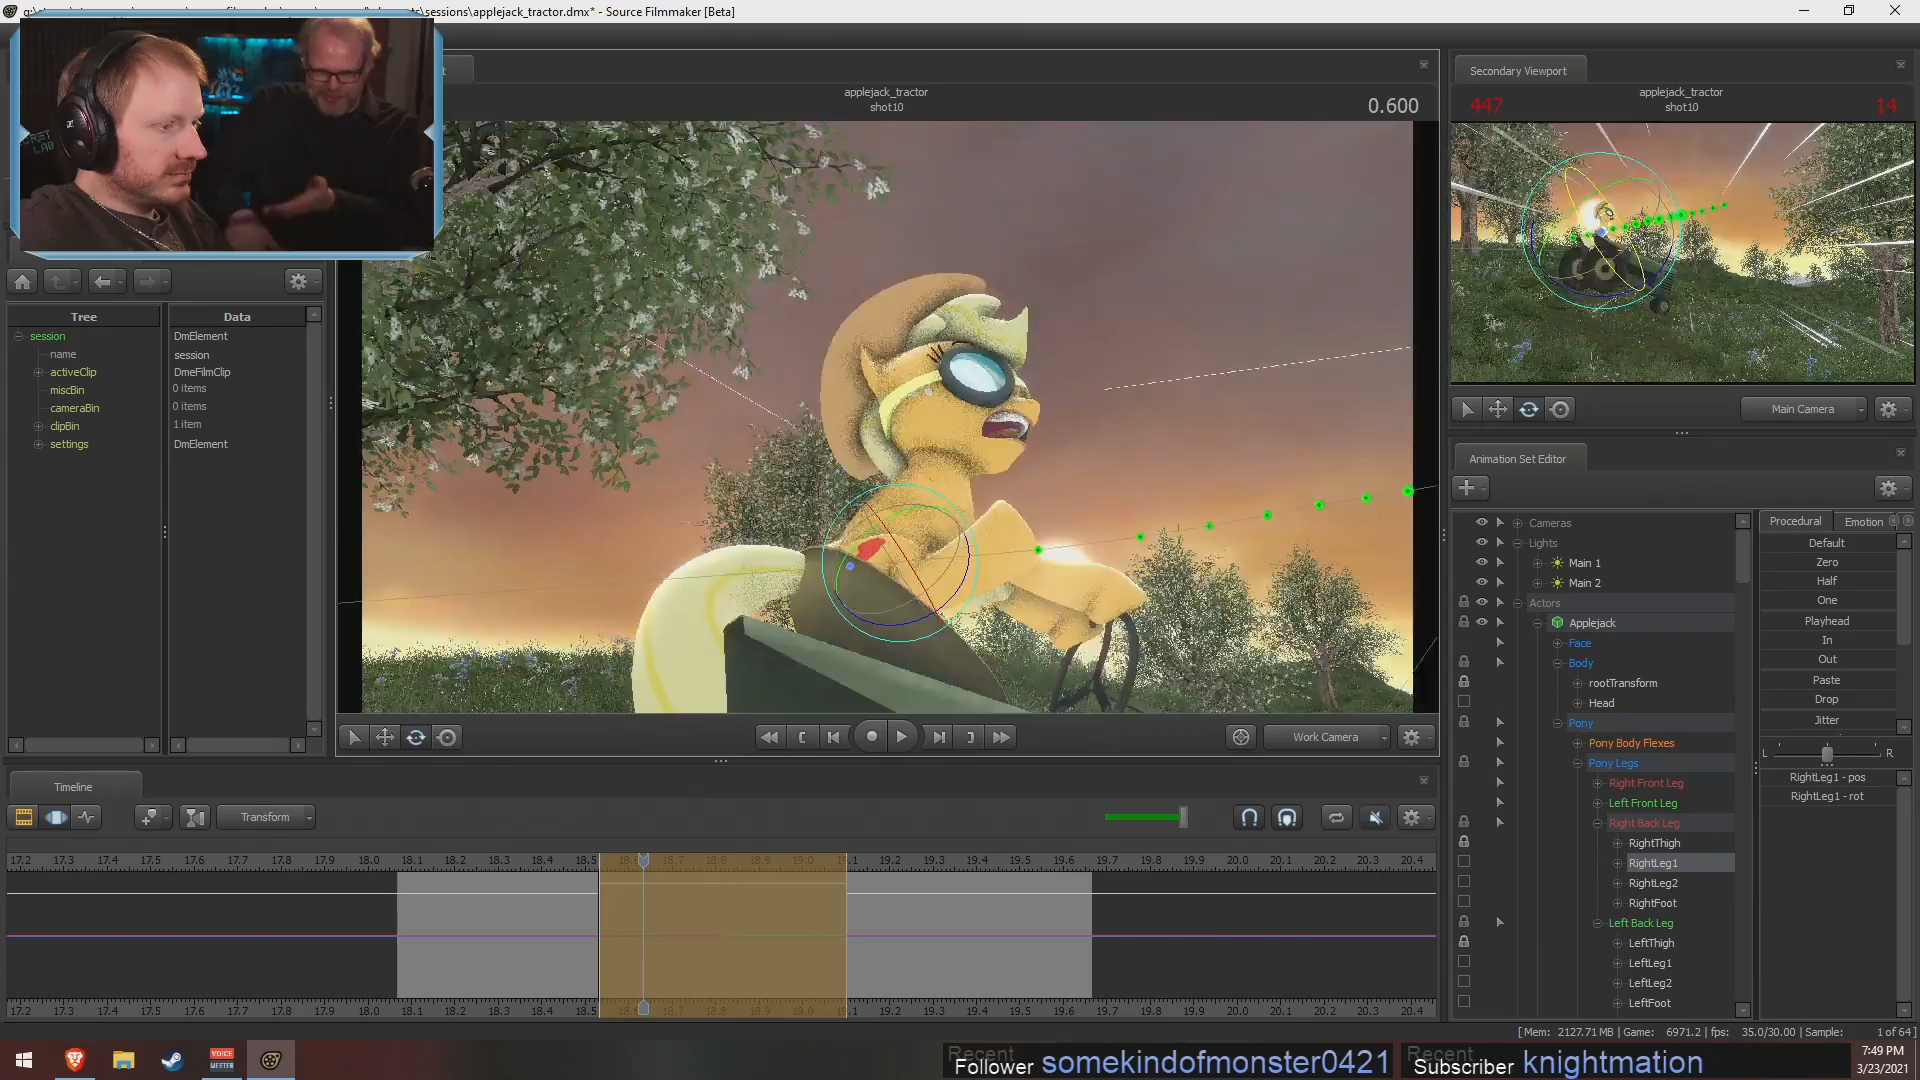 sessions\applejack_tractor.dmx* - Source Filmmaker [Beta]
applejack_tractor
shot10
0.600
Secondary Viewport
447
applejack_tractor
shot10
14
Tree
Data
session
DmElement
name
session
activeClip
DmeFilmClip
miscBin
0 items
cameraBin
0 items
clipBin
1 item
settings
DmElement
Main Camera
Animation Set Editor
Cameras
Lights
Main 1
Main 2
Actors
Applejack
Face
Body
rootTransform
Head
Pony
Pony Body Flexes
Pony Legs
Right Front Leg
Left Front Leg
Right Back Leg
RightThigh
RightLeg1
RightLeg2
RightFoot
Left Back Leg
LeftThigh
LeftLeg1
LeftLeg2
LeftFoot
Procedural
Emotion
Default
Zero
Half
One
Playhead
In
Out
Paste
Drop
Jitter
L
R
RightLeg1 - pos
RightLeg1 - rot
Work Camera
Timeline
Transform
17.2 17.3 17.4 17.5 17.6 17.7 17.8 17.9 18.0 18.1 18.2 18.3 18.4 18.5 18.6 18.7 18.8 18.9 19.0 19.1 19.2 19.3 19.4 19.5 19.6 19.7 19.8 19.9 20.0 20.1 20.2 20.3 20.4
17.2 17.3 17.4 17.5 17.6 17.7 17.8 17.9 18.0 18.1 18.2 18.3 18.4 18.5 18.6 18.7 18.8 18.9 19.0 19.1 19.2 19.3 19.4 19.5 19.6 19.7 19.8 19.9 20.0 20.1 20.2 20.3 20.4
[ Mem: 2127.71 MB | Game: 6971.2 | fps: 35.0/30.00 | Sample: 1 of 64 ]
VOICE
MEETER
Recent
Follower somekindofmonster0421
Recent
Subscriber knightmation
7:49 PM
3/23/2021